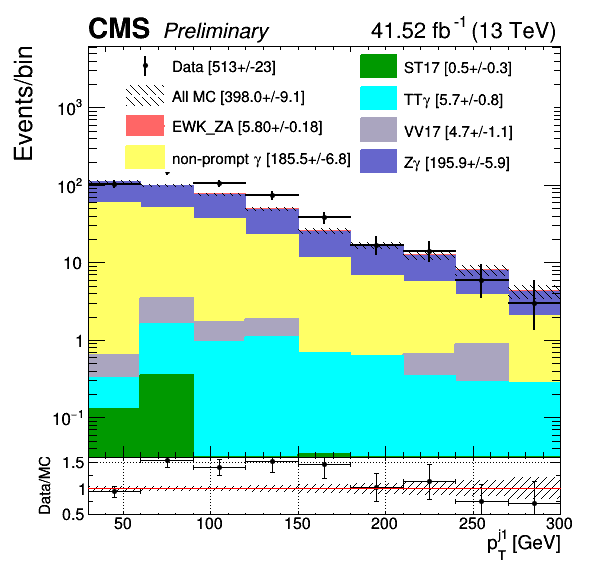 CMS Preliminary 41.52 fb⁻¹ (13 TeV)
Events/bin
Data [513+/-23]
All MC [398.0+/-9.1]
EWK_ZA [5.80+/-0.18]
non-prompt γ [185.5+/-6.8]
ST17 [0.5+/-0.3]
TTγ [5.7+/-0.8]
VV17 [4.7+/-1.1]
Zγ [195.9+/-5.9]
10³
10²
10
1
10⁻¹
Data/MC
1.5
1
0.5
50 100 150 200 250 300
p_T^j1 [GeV]